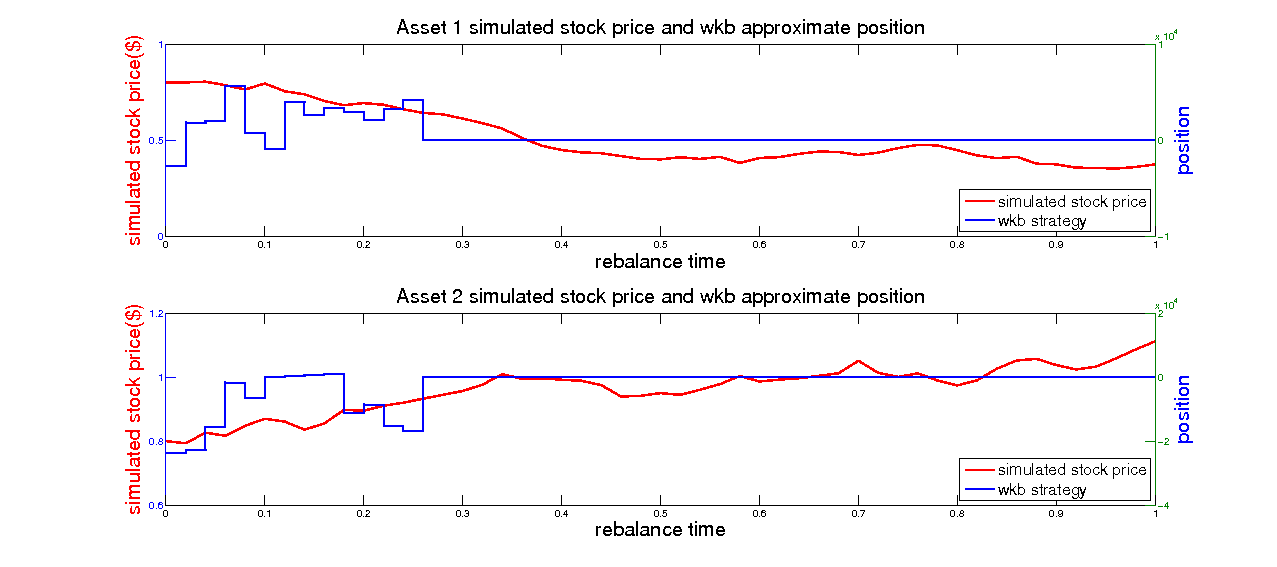 Asset 1 simulated stock price and wkb approximate position
x 10^4
1 1
simulated stock price($)
0.5 0
position
simulated stock price
wkb strategy
0 -1
0 0.1 0.2 0.3 0.4 0.5 0.6 0.7 0.8 0.9 1
rebalance time
Asset 2 simulated stock price and wkb approximate position
x 10^4
1.2 2
simulated stock price($)
1 0
position
0.8 -2
simulated stock price
wkb strategy
0.6 -4
0 0.1 0.2 0.3 0.4 0.5 0.6 0.7 0.8 0.9 1
rebalance time